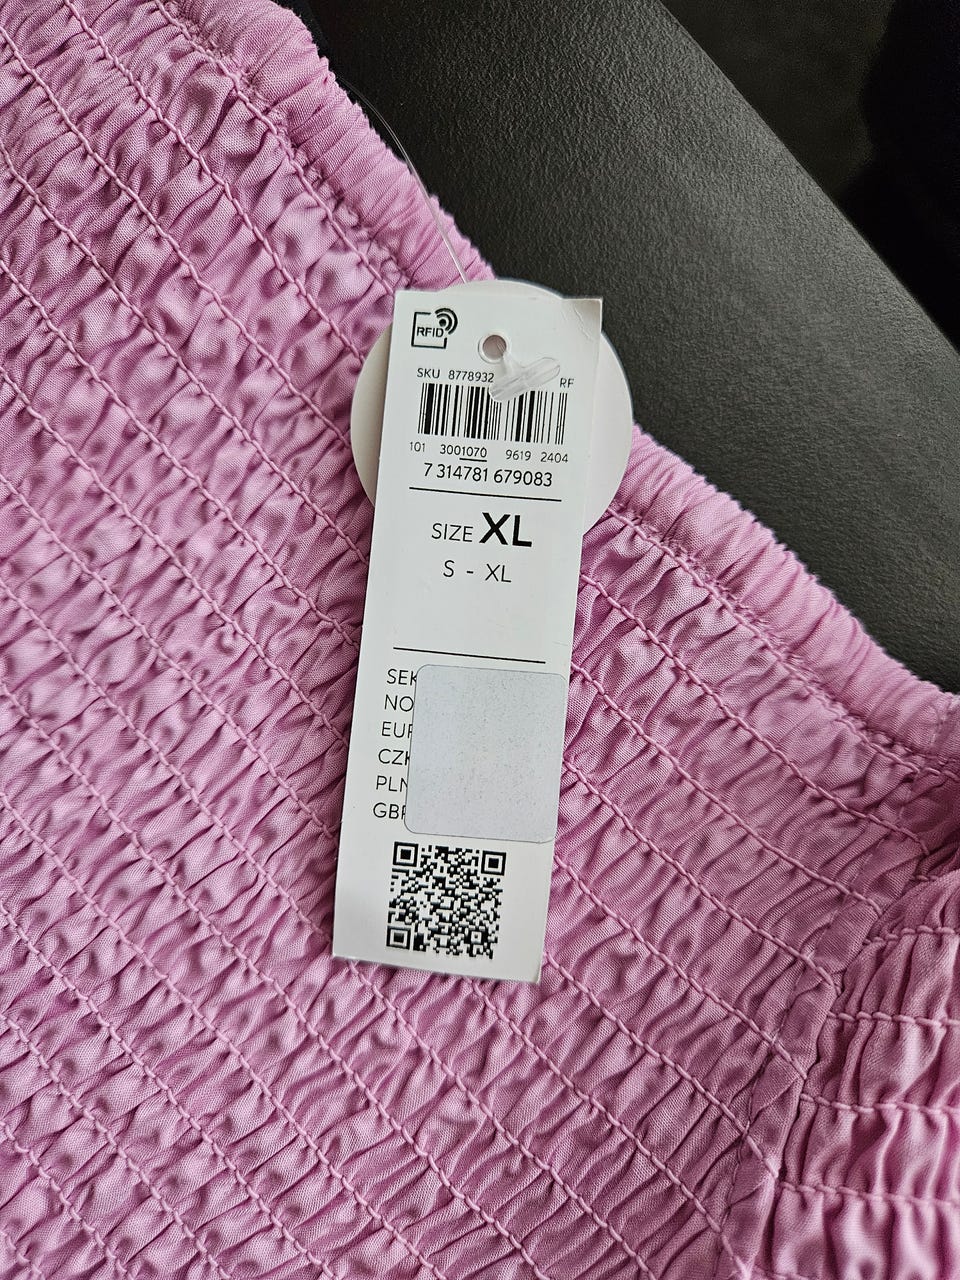 RFID
SKU 8778932 RF
101 3001070 9619 2404
7 314781 679083
SIZE XL
S - XL
SEK
NO
EUR
CZK
PLN
GBP